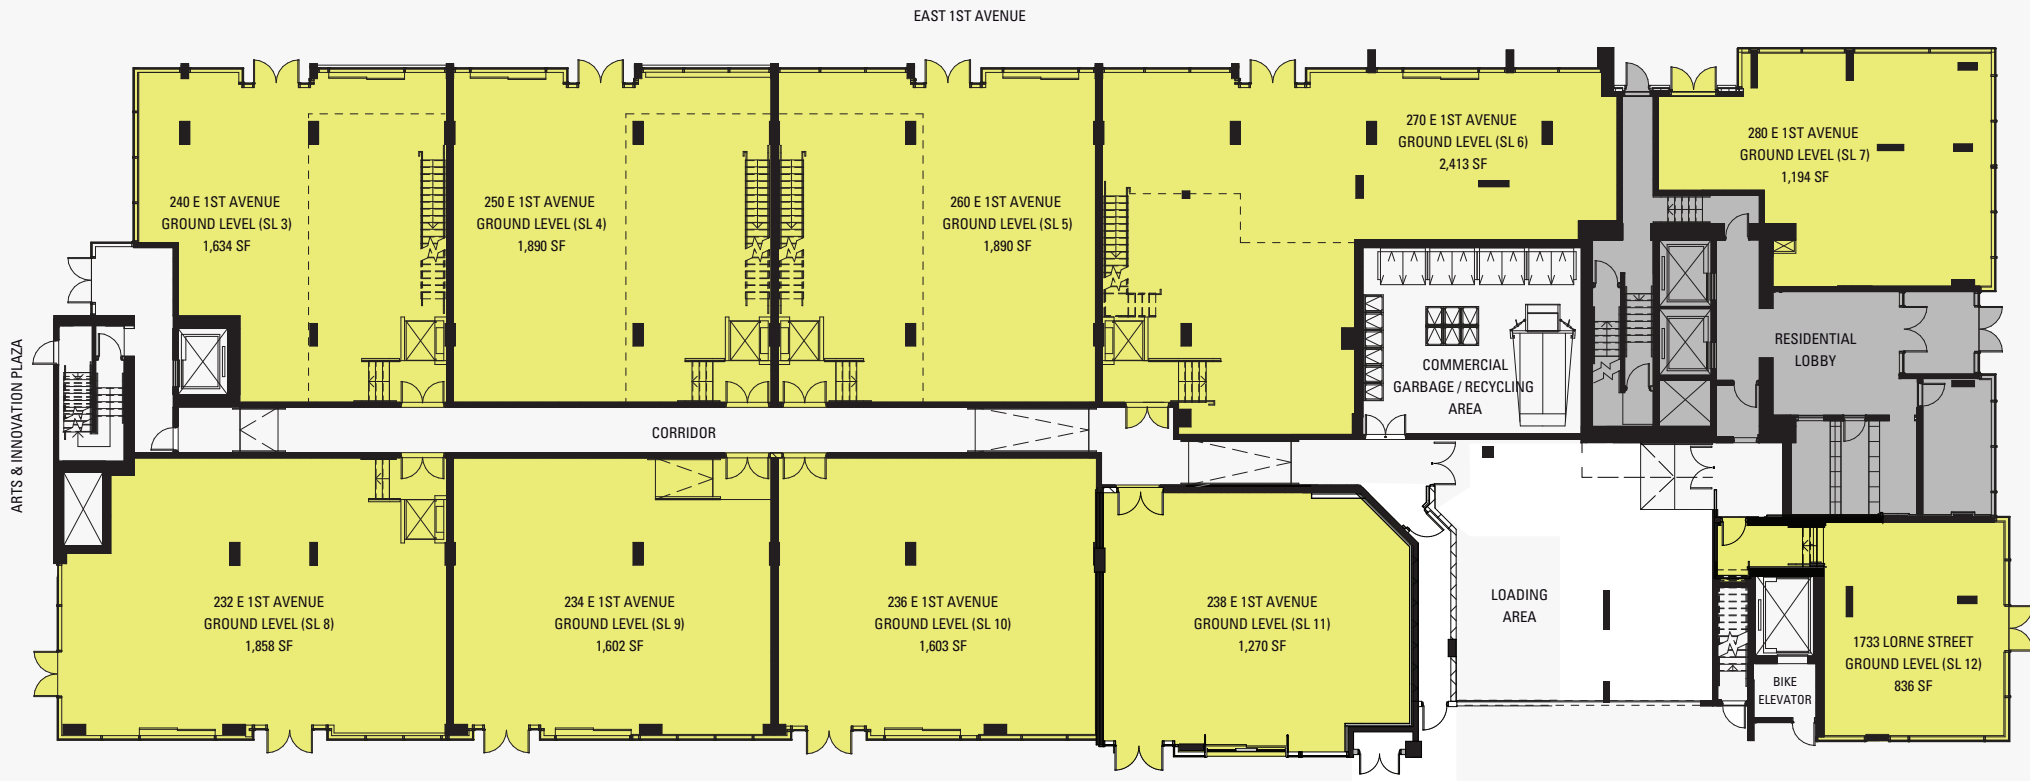 EAST 1ST AVENUE
240 E 1ST AVENUE
GROUND LEVEL (SL 3)
1,634 SF
250 E 1ST AVENUE
GROUND LEVEL (SL 4)
1,890 SF
260 E 1ST AVENUE
GROUND LEVEL (SL 5)
1,890 SF
270 E 1ST AVENUE
GROUND LEVEL (SL 6)
2,413 SF
280 E 1ST AVENUE
GROUND LEVEL (SL 7)
1,194 SF
ARTS & INNOVATION PLAZA
COMMERCIAL
GARBAGE / RECYCLING
AREA
RESIDENTIAL
LOBBY
CORRIDOR
232 E 1ST AVENUE
GROUND LEVEL (SL 8)
1,858 SF
234 E 1ST AVENUE
GROUND LEVEL (SL 9)
1,602 SF
236 E 1ST AVENUE
GROUND LEVEL (SL 10)
1,603 SF
238 E 1ST AVENUE
GROUND LEVEL (SL 11)
1,270 SF
LOADING
AREA
BIKE
ELEVATOR
1733 LORNE STREET
GROUND LEVEL (SL 12)
836 SF